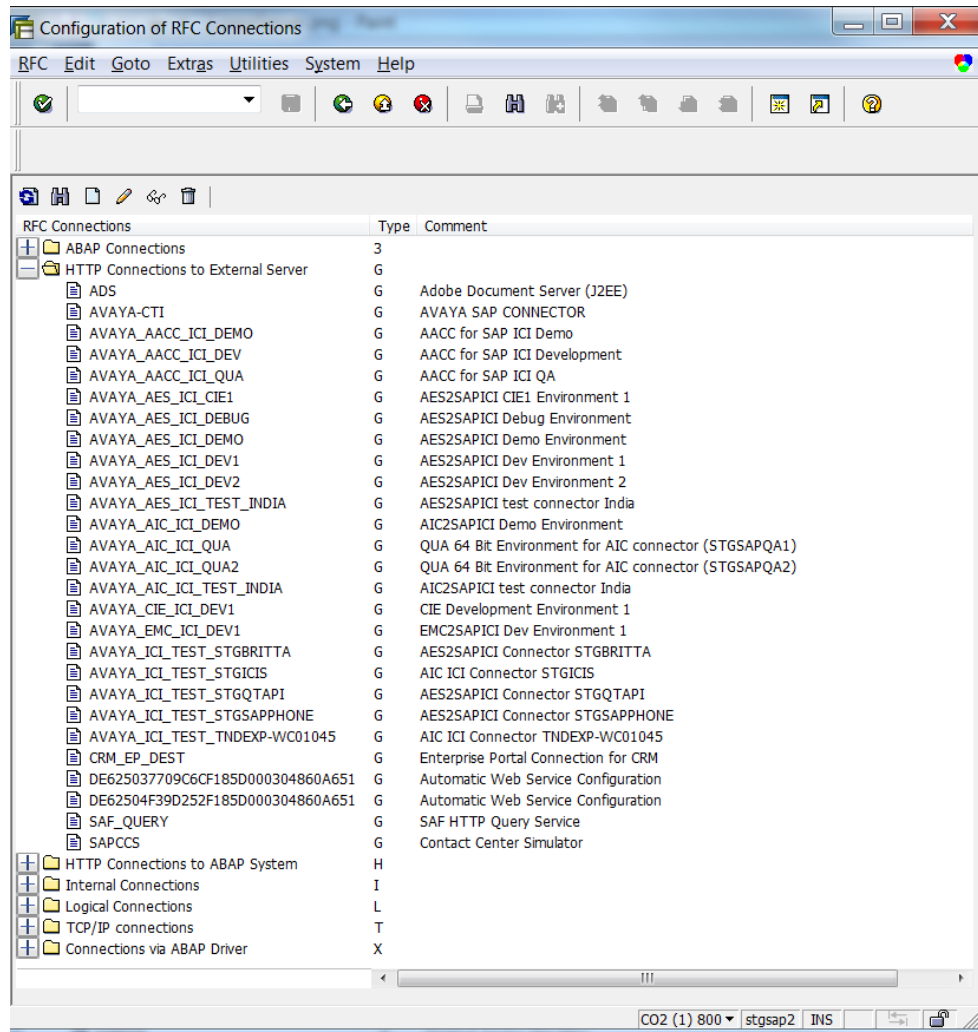 Configuration of RFC Connections
RFC Edit Goto Extras Utilities System Help
RFC Connections Type Comment
ABAP Connections 3
HTTP Connections to External Server G
ADS G Adobe Document Server (J2EE)
AVAYA-CTI G AVAYA SAP CONNECTOR
AVAYA_AACC_ICI_DEMO G AACC for SAP ICI Demo
AVAYA_AACC_ICI_DEV G AACC for SAP ICI Development
AVAYA_AACC_ICI_QUA G AACC for SAP ICI QA
AVAYA_AES_ICI_CIE1 G AES2SAPICI CIE1 Environment 1
AVAYA_AES_ICI_DEBUG G AES2SAPICI Debug Environment
AVAYA_AES_ICI_DEMO G AES2SAPICI Demo Environment
AVAYA_AES_ICI_DEV1 G AES2SAPICI Dev Environment 1
AVAYA_AES_ICI_DEV2 G AES2SAPICI Dev Environment 2
AVAYA_AES_ICI_TEST_INDIA G AES2SAPICI test connector India
AVAYA_AIC_ICI_DEMO G AIC2SAPICI Demo Environment
AVAYA_AIC_ICI_QUA G QUA 64 Bit Environment for AIC connector (STGSAPQA1)
AVAYA_AIC_ICI_QUA2 G QUA 64 Bit Environment for AIC connector (STGSAPQA2)
AVAYA_AIC_ICI_TEST_INDIA G AIC2SAPICI test connector India
AVAYA_CIE_ICI_DEV1 G CIE Development Environment 1
AVAYA_EMC_ICI_DEV1 G EMC2SAPICI Dev Environment 1
AVAYA_ICI_TEST_STGBRITTA G AES2SAPICI Connector STGBRITTA
AVAYA_ICI_TEST_STGICIS G AIC ICI Connector STGICIS
AVAYA_ICI_TEST_STGQTAPI G AES2SAPICI Connector STGQTAPI
AVAYA_ICI_TEST_STGSAPPHONE G AES2SAPICI Connector STGSAPPHONE
AVAYA_ICI_TEST_TNDEXP-WC01045 G AIC ICI Connector TNDEXP-WC01045
CRM_EP_DEST G Enterprise Portal Connection for CRM
DE625037709C6CF185D000304860A651 G Automatic Web Service Configuration
DE62504F39D252F185D000304860A651 G Automatic Web Service Configuration
SAF_QUERY G SAF HTTP Query Service
SAPCCS G Contact Center Simulator
HTTP Connections to ABAP System H
Internal Connections I
Logical Connections L
TCP/IP connections T
Connections via ABAP Driver X
CO2 (1) 800 stgsap2 INS